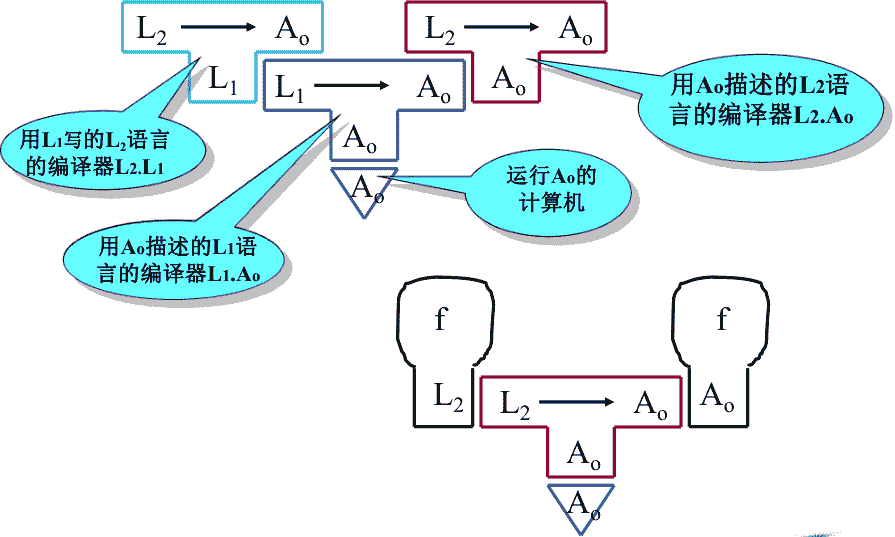 L₂ → Aₒ
L₁
L₂ → Aₒ
Aₒ
L₁ → Aₒ
Aₒ
Aₒ
用L1写的L₂语言
的编译器L2.L1
用Ao描述的L2语
言的编译器L2.Ao
运行Ao的
计算机
用Ao描述的L1语
言的编译器L1.Ao
f
L₂
L₂ → Aₒ
Aₒ
Aₒ
f
Aₒ